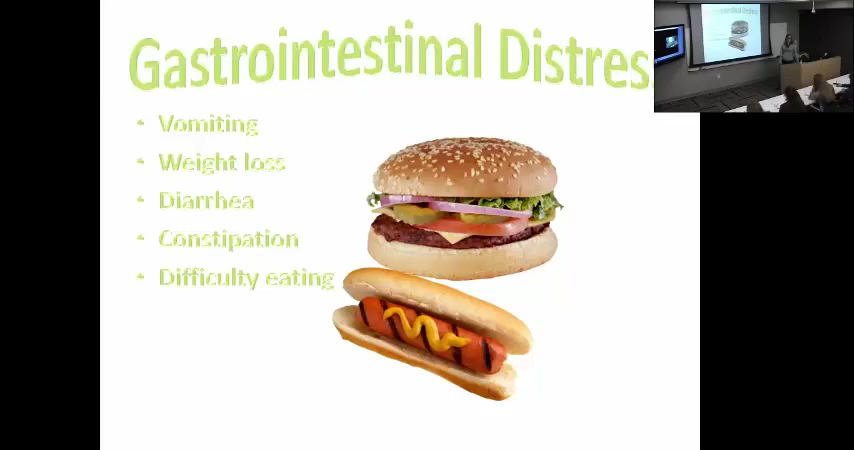 Gastrointestinal Distres
• Vomiting
• Weight loss
• Diarrhea
• Constipation
• Difficulty eating